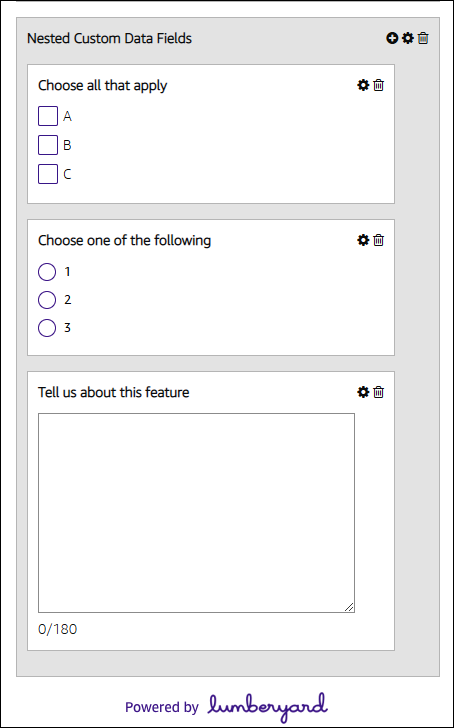 Nested Custom Data Fields
Choose all that apply
A
B
C
Choose one of the following
1
2
3
Tell us about this feature
0/180
Powered by lumberyard